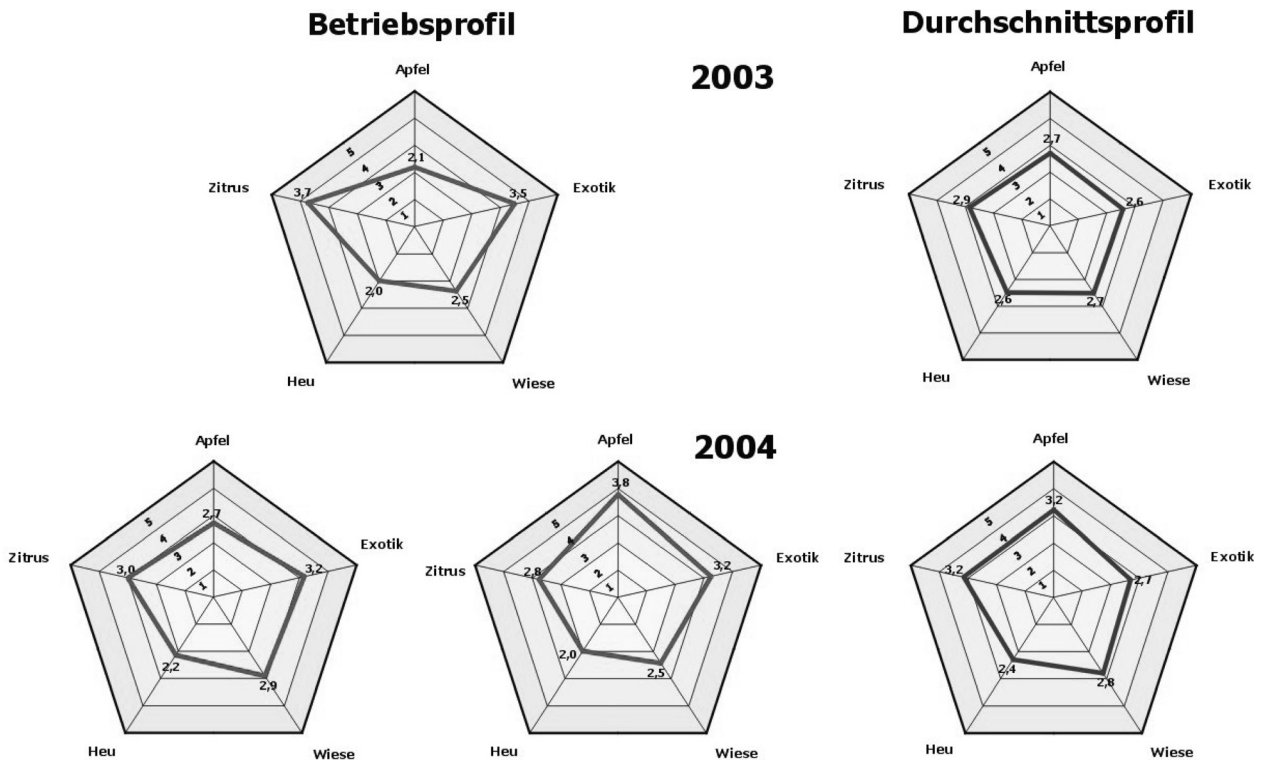 Betriebsprofil
Durchschnittsprofil
2003
Apfel
5
4
3
2
1
2,1
Zitrus
3,7
3,5
Exotik
2,0
2,5
Heu
Wiese
Apfel
5
4
3
2
1
2,7
Zitrus
2,9
2,6
Exotik
2,6
2,7
Heu
Wiese
2004
Apfel
5
4
3
2
1
2,7
Zitrus
3,0
3,2
Exotik
2,2
2,9
Heu
Wiese
Apfel
5
4
3
2
1
3,8
Zitrus
2,8
3,2
Exotik
2,0
2,5
Heu
Wiese
Apfel
5
4
3
2
1
3,2
Zitrus
3,2
2,7
Exotik
2,4
2,8
Heu
Wiese